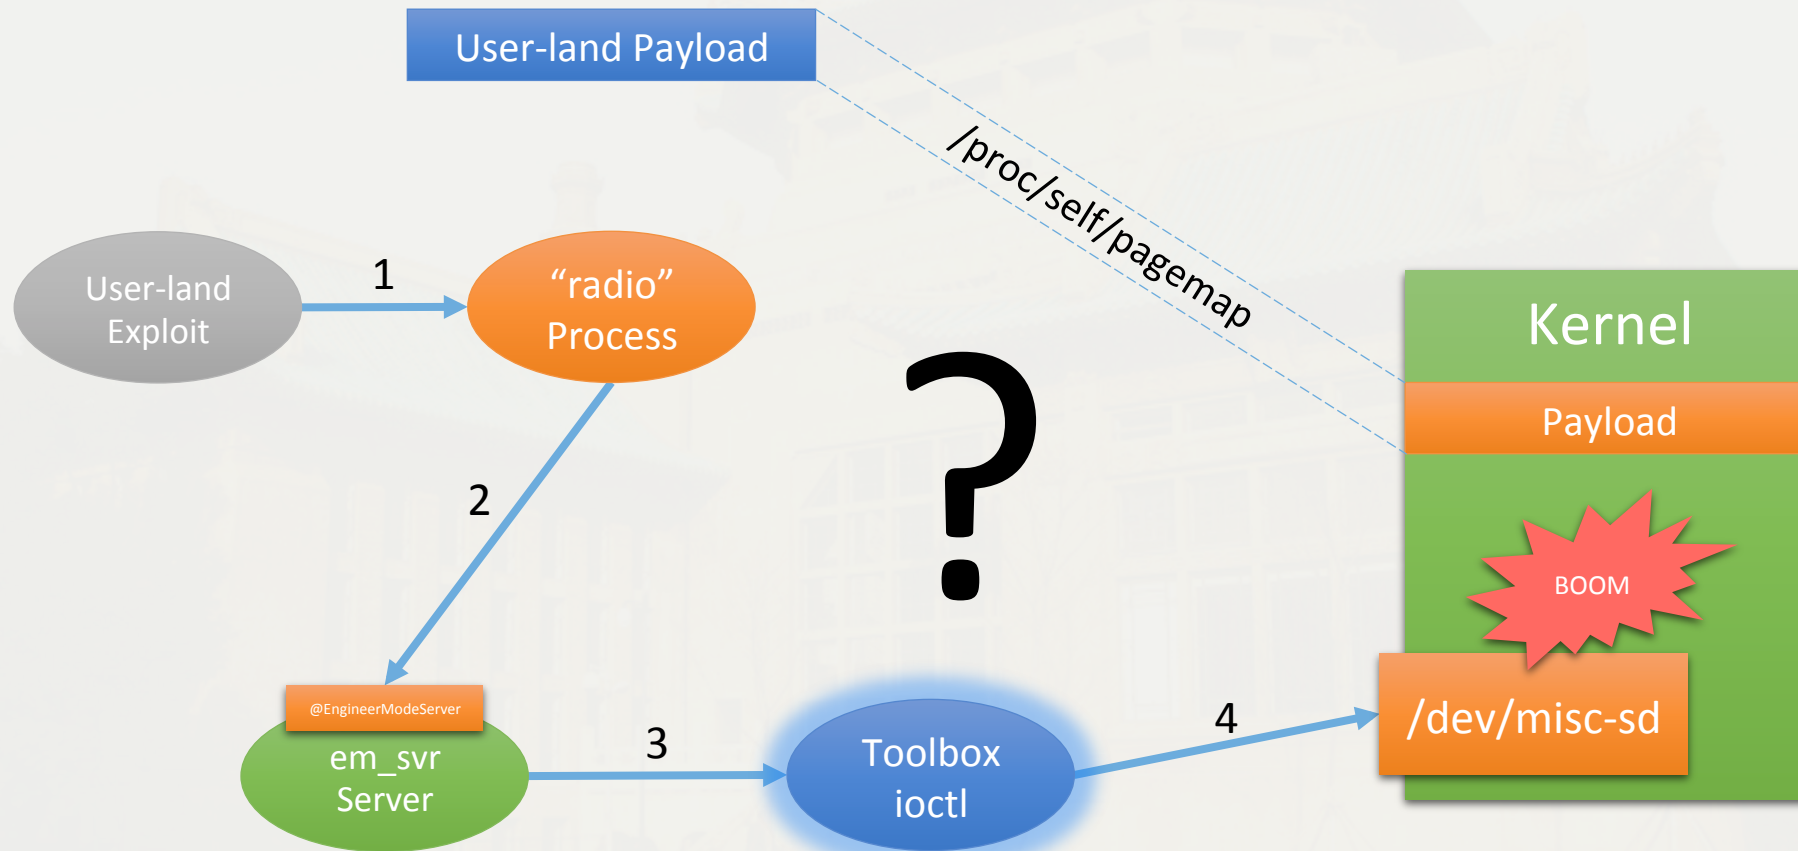 User-land Payload
/proc/self/pagemap
User-land
Exploit
1
“radio”
Process
Kernel
Payload
?
2
BOOM
@EngineerModeServer
em_svr
Server
3
Toolbox
ioctl
4
/dev/misc-sd